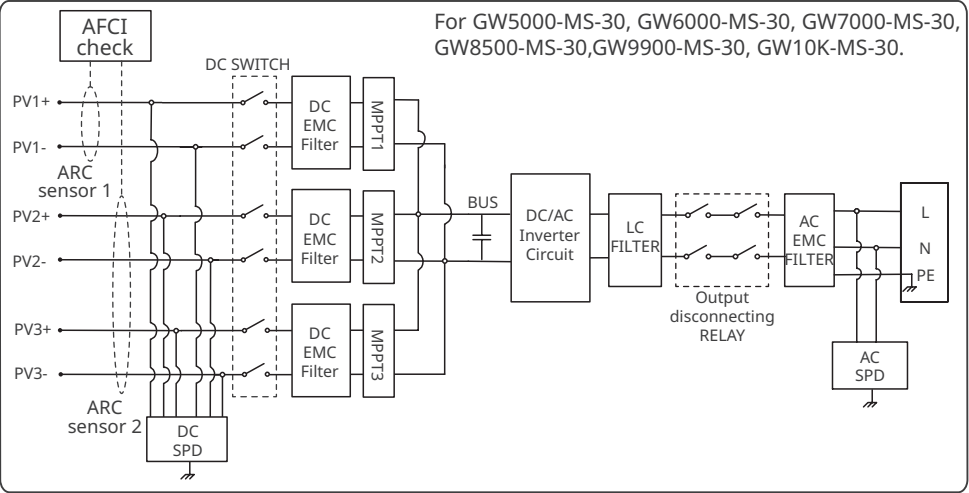 AFCI
check
For GW5000-MS-30, GW6000-MS-30, GW7000-MS-30,
GW8500-MS-30,GW9900-MS-30, GW10K-MS-30.
DC SWITCH
PV1+
PV1-
ARC
sensor 1
PV2+
PV2-
PV3+
PV3-
ARC
sensor 2
DC
EMC
Filter
MPPT1
DC
EMC
Filter
MPPT2
DC
EMC
Filter
MPPT3
DC
SPD
BUS
DC/AC
Inverter
Circuit
LC
FILTER
Output
disconnecting
RELAY
AC
EMC
FILTER
L
N
PE
AC
SPD